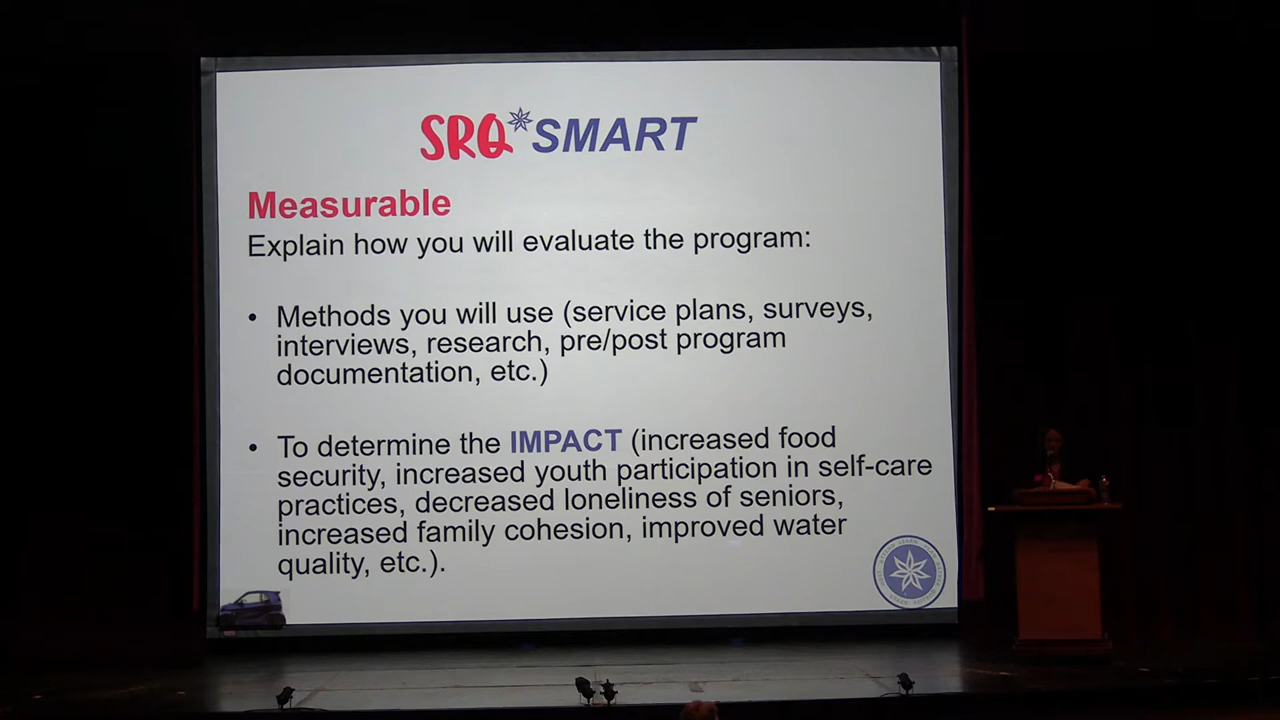 SRQ*SMART
Measurable
Explain how you will evaluate the program:
• Methods you will use (service plans, surveys,
interviews, research, pre/post program
documentation, etc.)
• To determine the IMPACT (increased food
security, increased youth participation in self-care
practices, decreased loneliness of seniors,
increased family cohesion, improved water
quality, etc.).